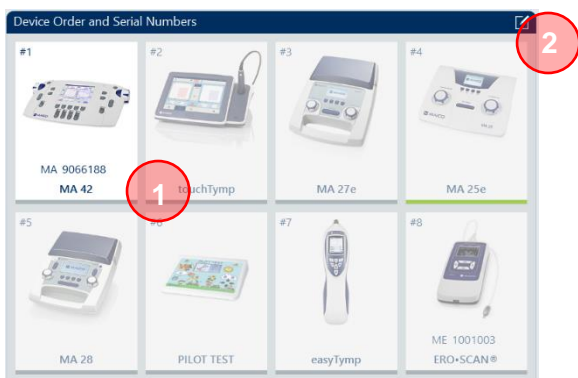 Device Order and Serial Numbers
2
#1
#2
#3
#4
MA 9066188
MA 42
1
touchTymp
MA 27e
MA 25e
#5
#6
#7
#8
ME 1001003
MA 28
PILOT TEST
easyTymp
ERO•SCAN®